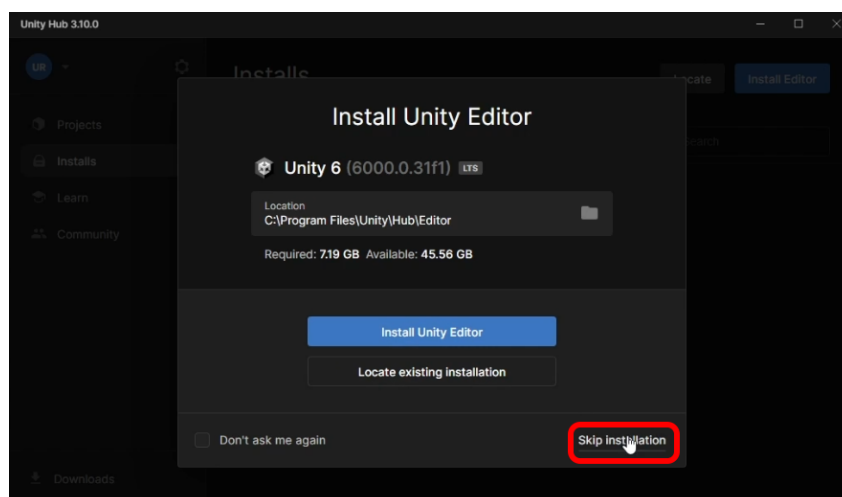 Unity Hub 3.10.0
UR
Installs
Locate
Install Editor
Projects
Search
Installs
Learn
Community
Downloads
Install Unity Editor
Unity 6 (6000.0.31f1) LTS
Location
C:\Program Files\Unity\Hub\Editor
Required: 7.19 GB Available: 45.56 GB
Install Unity Editor
Locate existing installation
Don't ask me again
Skip installation